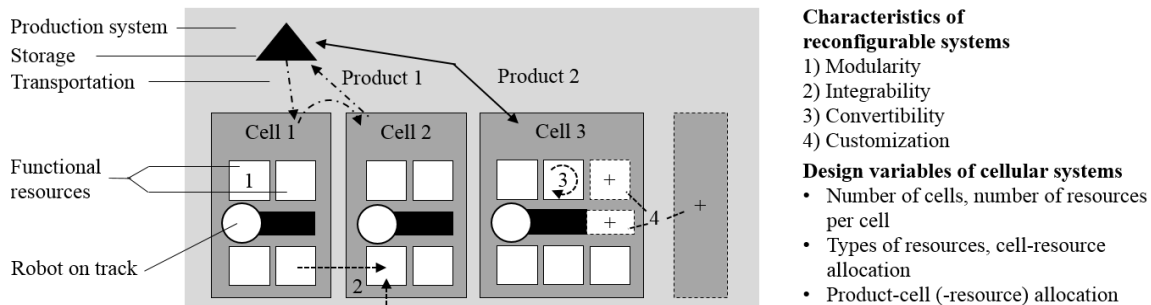 Production system
Storage
Transportation
Product 1
Product 2
Cell 1
Cell 2
Cell 3
Functional
resources
1
3
+
+
4
+
Robot on track
2
Characteristics of
reconfigurable systems
1) Modularity
2) Integrability
3) Convertibility
4) Customization
Design variables of cellular systems
• Number of cells, number of resources
per cell
• Types of resources, cell-resource
allocation
• Product-cell (-resource) allocation